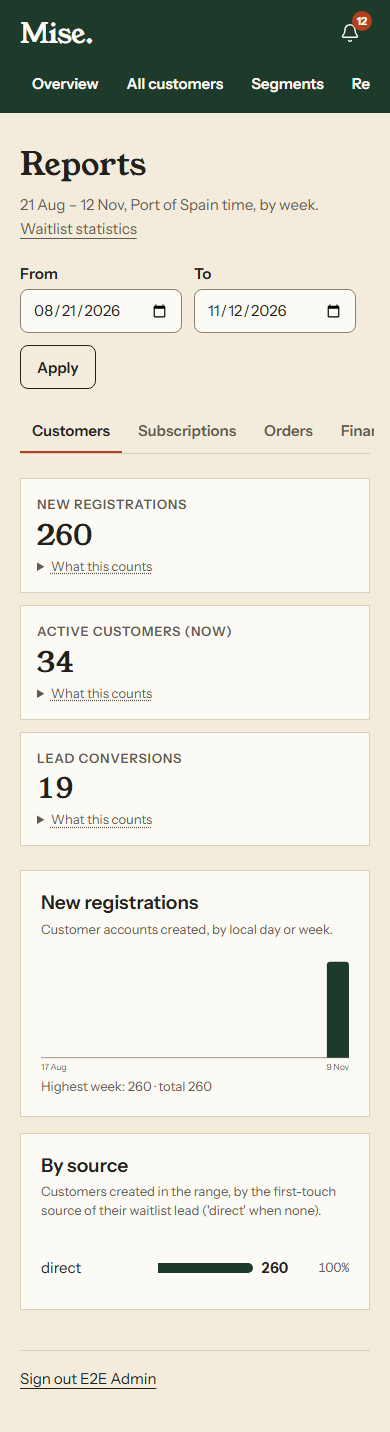 Mise.
12
Overview All customers Segments Re
Reports
21 Aug – 12 Nov, Port of Spain time, by week.
Waitlist statistics
From To
08/21/2026 11/12/2026
Apply
Customers Subscriptions Orders Finan
NEW REGISTRATIONS
260
What this counts
ACTIVE CUSTOMERS (NOW)
34
What this counts
LEAD CONVERSIONS
19
What this counts
New registrations
Customer accounts created, by local day or week.
17 Aug 9 Nov
Highest week: 260 · total 260
By source
Customers created in the range, by the first-touch
source of their waitlist lead ('direct' when none).
direct 260 100%
Sign out E2E Admin